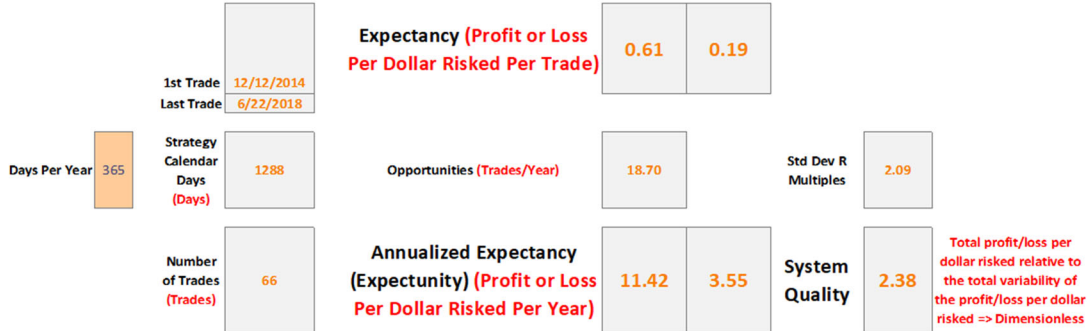 Expectancy (Profit or Loss
Per Dollar Risked Per Trade)
0.61
0.19
1st Trade
12/12/2014
Last Trade
6/22/2018
Days Per Year
365
Strategy
Calendar
Days
(Days)
1288
Opportunities (Trades/Year)
18.70
Std Dev R
Multiples
2.09
Number
of Trades
(Trades)
66
Annualized Expectancy
(Expectunity) (Profit or Loss
Per Dollar Risked Per Year)
11.42
3.55
System
Quality
2.38
Total profit/loss per
dollar risked relative to
the total variability of
the profit/loss per dollar
risked => Dimensionless